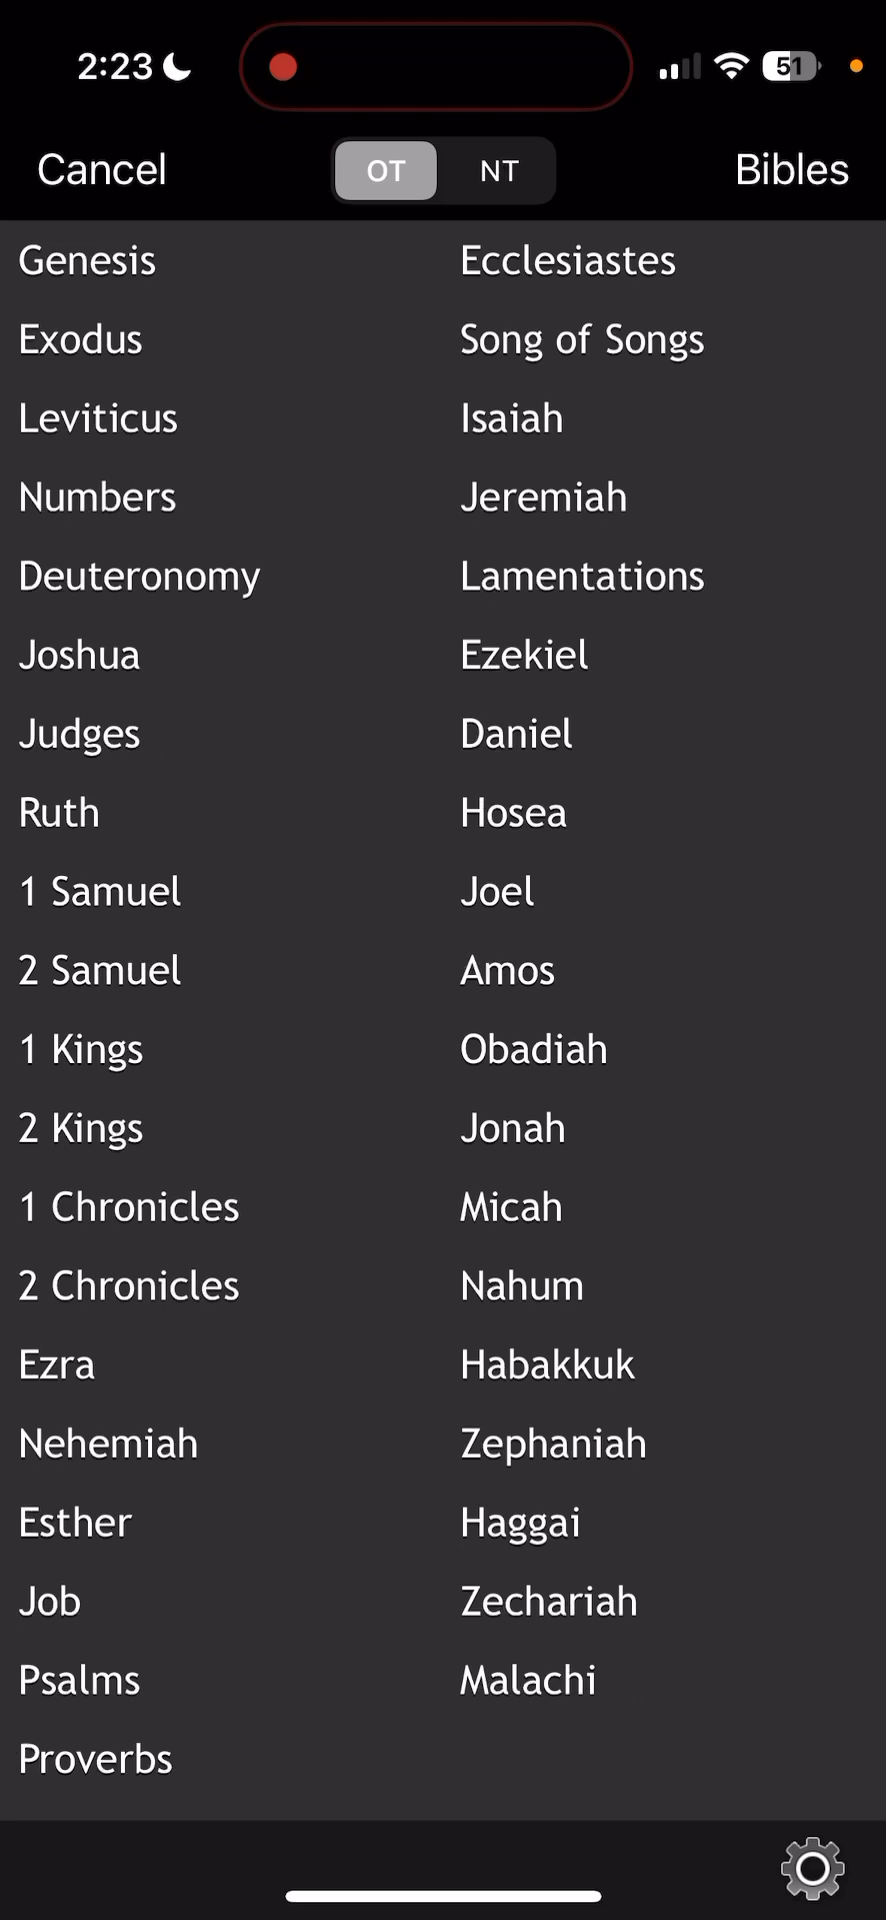 2:23
51
Cancel
OT
NT
Bibles
Genesis
Exodus
Leviticus
Numbers
Deuteronomy
Joshua
Judges
Ruth
1 Samuel
2 Samuel
1 Kings
2 Kings
1 Chronicles
2 Chronicles
Ezra
Nehemiah
Esther
Job
Psalms
Proverbs
Ecclesiastes
Song of Songs
Isaiah
Jeremiah
Lamentations
Ezekiel
Daniel
Hosea
Joel
Amos
Obadiah
Jonah
Micah
Nahum
Habakkuk
Zephaniah
Haggai
Zechariah
Malachi